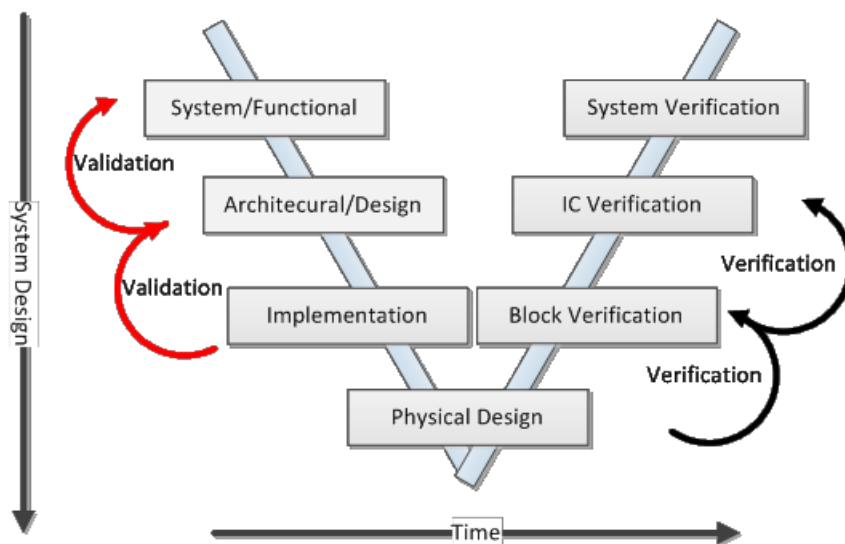 System/Functional
System Verification
Validation
Architecural/Design
IC Verification
System Design
Verification
Validation
Implementation
Block Verification
Verification
Physical Design
Time